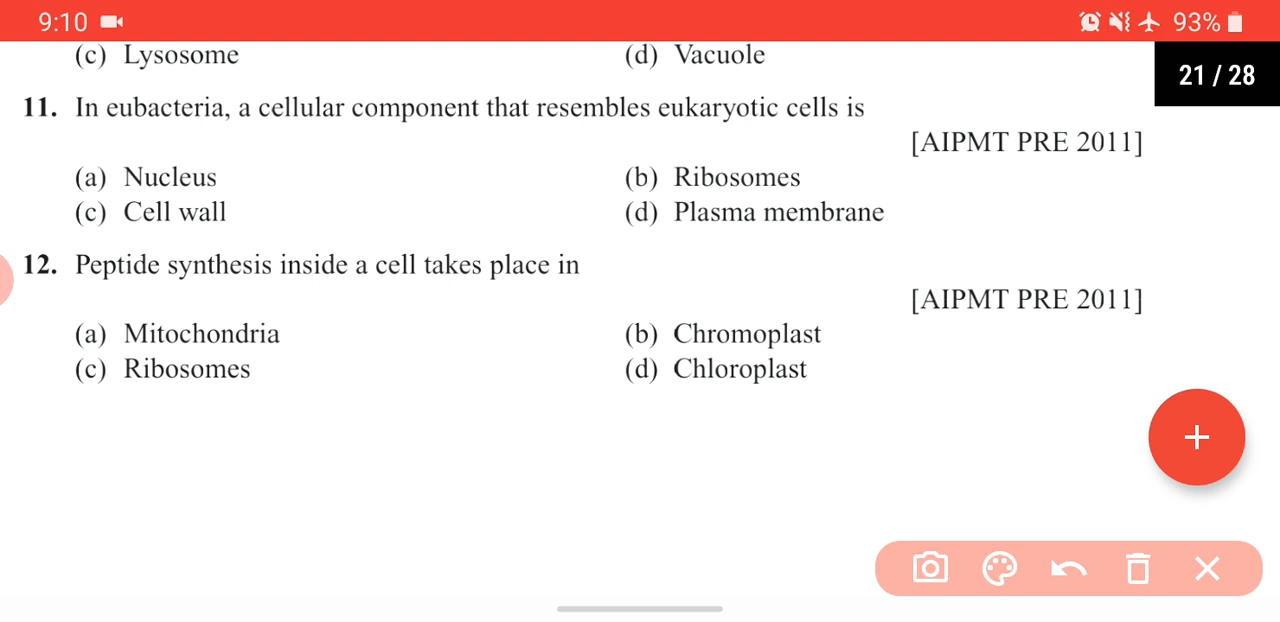 9:10 93%
(c) Lysosome (d) Vacuole
21 / 28
11. In eubacteria, a cellular component that resembles eukaryotic cells is
[AIPMT PRE 2011]
(a) Nucleus (b) Ribosomes
(c) Cell wall (d) Plasma membrane
12. Peptide synthesis inside a cell takes place in
[AIPMT PRE 2011]
(a) Mitochondria (b) Chromoplast
(c) Ribosomes (d) Chloroplast